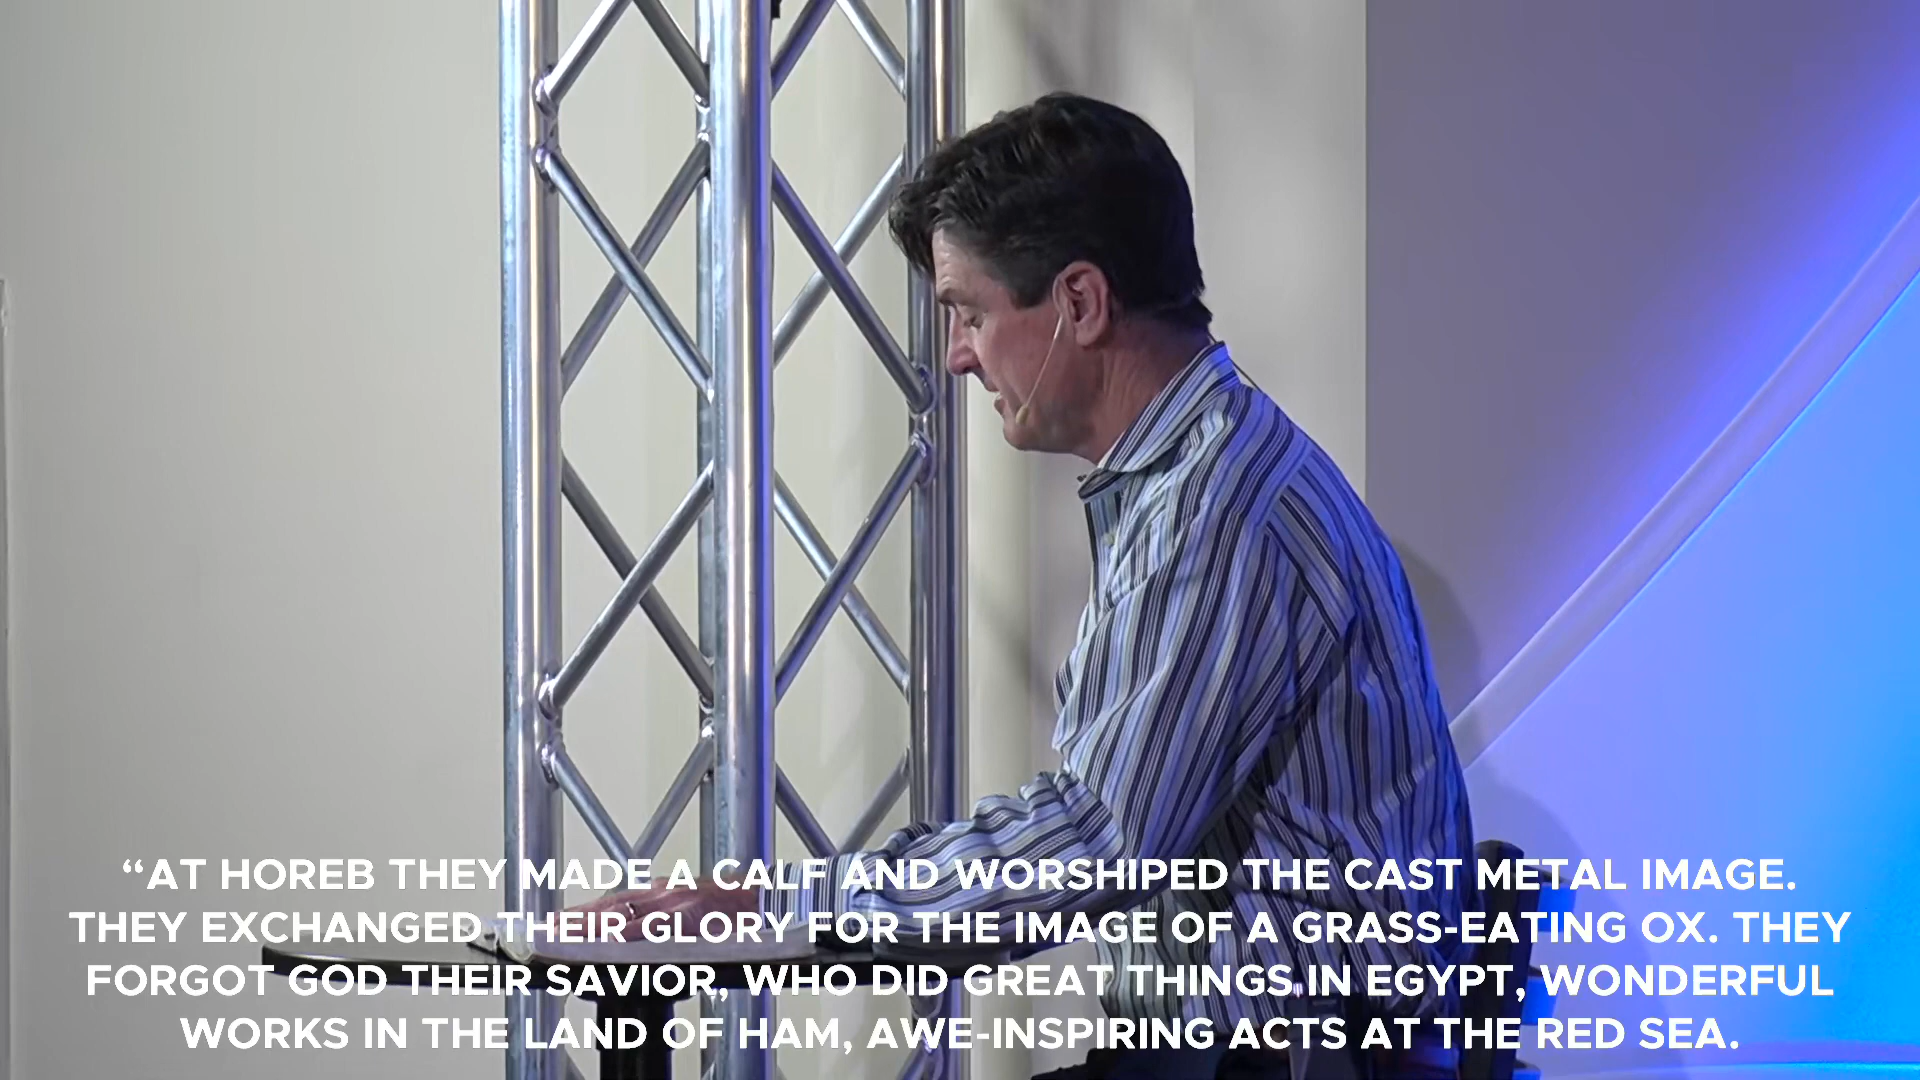 “AT HOREB THEY MADE A CALF AND WORSHIPED THE CAST METAL IMAGE.
THEY EXCHANGED THEIR GLORY FOR THE IMAGE OF A GRASS-EATING OX. THEY
FORGOT GOD THEIR SAVIOR, WHO DID GREAT THINGS IN EGYPT, WONDERFUL
WORKS IN THE LAND OF HAM, AWE-INSPIRING ACTS AT THE RED SEA.